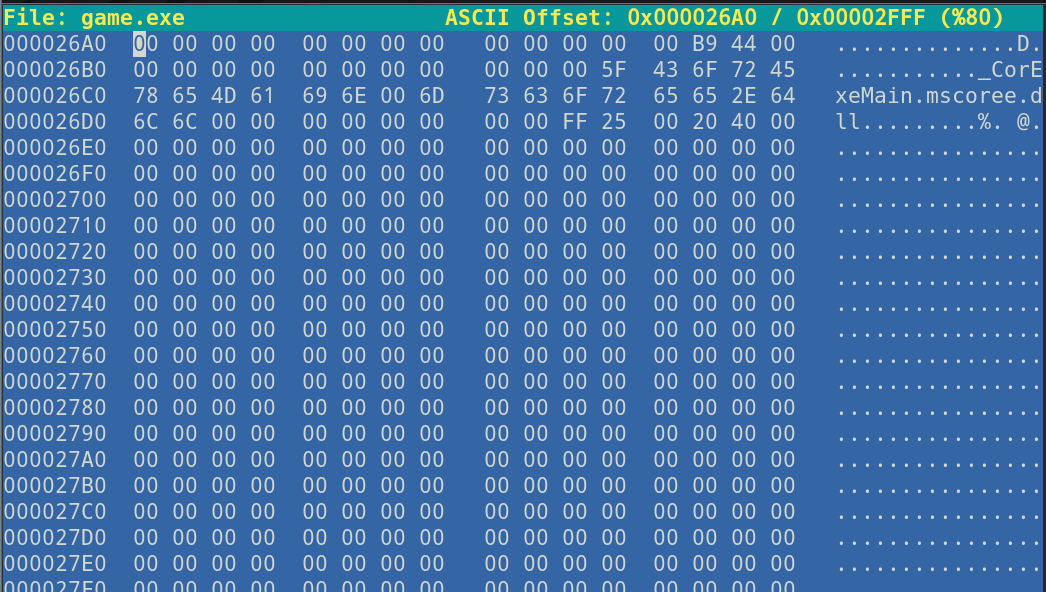 File: game.exe ASCII Offset: 0x000026A0 / 0x00002FFF (%80)
000026A0 00 00 00 00 00 00 00 00 00 00 00 00 00 B9 44 00 ..............D.
000026B0 00 00 00 00 00 00 00 00 00 00 00 5F 43 6F 72 45 ..........._CorE
000026C0 78 65 4D 61 69 6E 00 6D 73 63 6F 72 65 65 2E 64 xeMain.mscoree.d
000026D0 6C 6C 00 00 00 00 00 00 00 00 FF 25 00 20 40 00 ll.........%. @.
000026E0 00 00 00 00 00 00 00 00 00 00 00 00 00 00 00 00 ................
000026F0 00 00 00 00 00 00 00 00 00 00 00 00 00 00 00 00 ................
00002700 00 00 00 00 00 00 00 00 00 00 00 00 00 00 00 00 ................
00002710 00 00 00 00 00 00 00 00 00 00 00 00 00 00 00 00 ................
00002720 00 00 00 00 00 00 00 00 00 00 00 00 00 00 00 00 ................
00002730 00 00 00 00 00 00 00 00 00 00 00 00 00 00 00 00 ................
00002740 00 00 00 00 00 00 00 00 00 00 00 00 00 00 00 00 ................
00002750 00 00 00 00 00 00 00 00 00 00 00 00 00 00 00 00 ................
00002760 00 00 00 00 00 00 00 00 00 00 00 00 00 00 00 00 ................
00002770 00 00 00 00 00 00 00 00 00 00 00 00 00 00 00 00 ................
00002780 00 00 00 00 00 00 00 00 00 00 00 00 00 00 00 00 ................
00002790 00 00 00 00 00 00 00 00 00 00 00 00 00 00 00 00 ................
000027A0 00 00 00 00 00 00 00 00 00 00 00 00 00 00 00 00 ................
000027B0 00 00 00 00 00 00 00 00 00 00 00 00 00 00 00 00 ................
000027C0 00 00 00 00 00 00 00 00 00 00 00 00 00 00 00 00 ................
000027D0 00 00 00 00 00 00 00 00 00 00 00 00 00 00 00 00 ................
000027E0 00 00 00 00 00 00 00 00 00 00 00 00 00 00 00 00 ................
000027F0 00 00 00 00 00 00 00 00 00 00 00 00 00 00 00 00